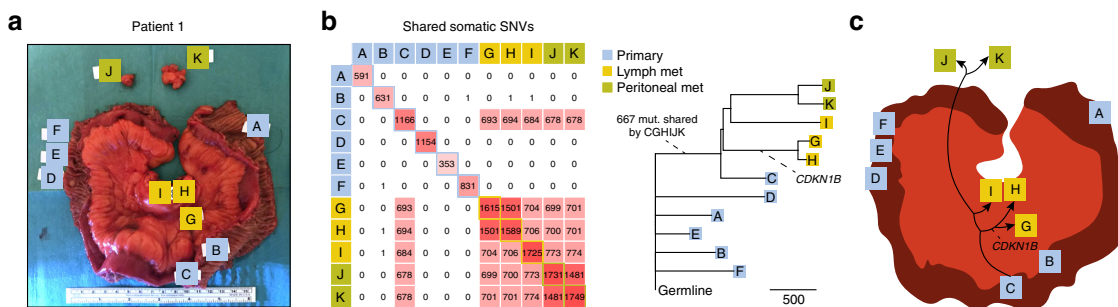 a
Patient 1
J
K
F
E
D
A
I
H
G
B
C
b
Shared somatic SNVs
A B C D E F G H I J K
A 591 0 0 0 0 0 0 0 0 0 0
B 0 631 0 0 0 1 0 1 1 0 0
C 0 0 1166 0 0 0 693 694 684 678 678
D 0 0 0 1154 0 0 0 0 0 0 0
E 0 0 0 0 353 0 0 0 0 0 0
F 0 1 0 0 0 831 0 0 0 0 0
G 0 0 693 0 0 0 1615 1501 704 699 701
H 0 1 694 0 0 0 1501 1589 706 700 701
I 0 1 684 0 0 0 704 706 1725 773 774
J 0 0 678 0 0 0 699 700 773 1731 1481
K 0 0 678 0 0 0 701 701 774 1481 1749
Primary
Lymph met
Peritoneal met
667 mut. shared
by CGHIJK
J
K
I
G
H
CDKN1B
C
D
A
E
B
F
Germline
500
c
J
K
A
F
E
D
I
H
G
CDKN1B
B
C